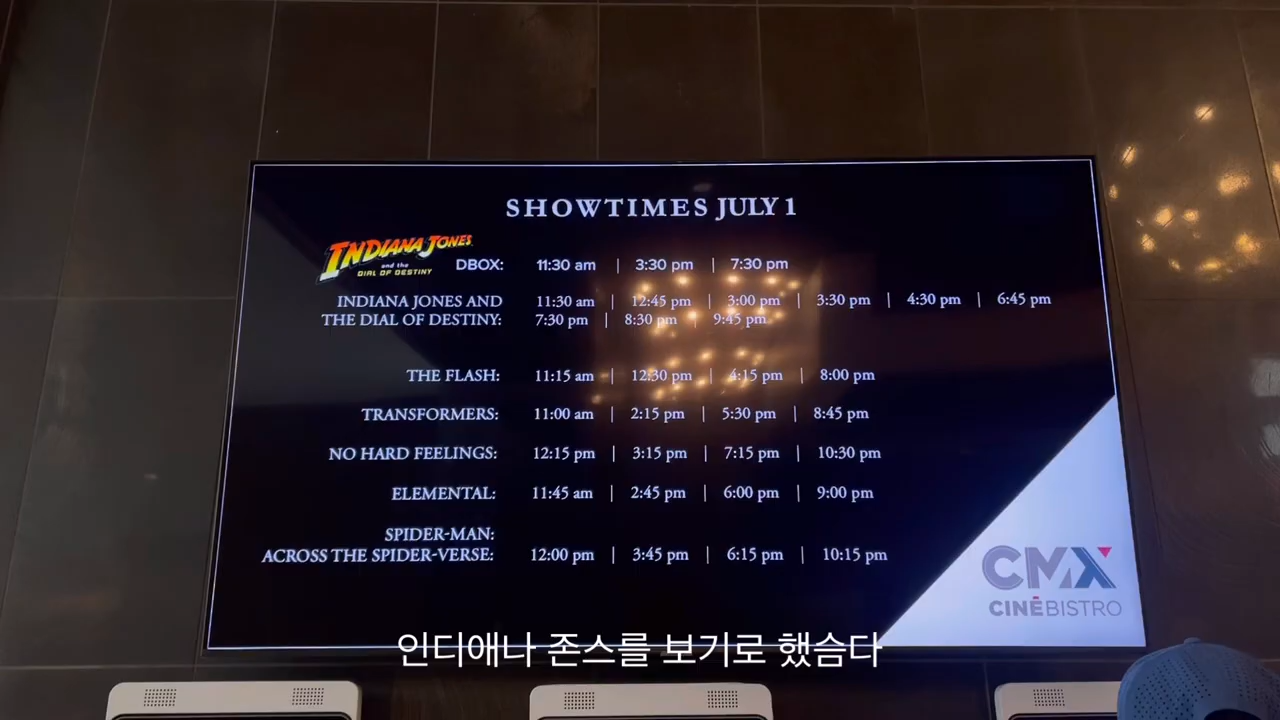 SHOWTIMES JULY 1
INDIANA JONES
and the
DIAL OF DESTINY
DBOX: 11:30 am | 3:30 pm | 7:30 pm
INDIANA JONES AND 11:30 am | 12:45 pm | 3:00 pm | 3:30 pm | 4:30 pm | 6:45 pm
THE DIAL OF DESTINY: 7:30 pm | 8:30 pm | 9:45 pm
THE FLASH: 11:15 am | 12:30 pm | 4:15 pm | 8:00 pm
TRANSFORMERS: 11:00 am | 2:15 pm | 5:30 pm | 8:45 pm
NO HARD FEELINGS: 12:15 pm | 3:15 pm | 7:15 pm | 10:30 pm
ELEMENTAL: 11:45 am | 2:45 pm | 6:00 pm | 9:00 pm
SPIDER-MAN:
ACROSS THE SPIDER-VERSE: 12:00 pm | 3:45 pm | 6:15 pm | 10:15 pm
CMX
CINĒBISTRO
인디애나 존스를 보기로 했슴다